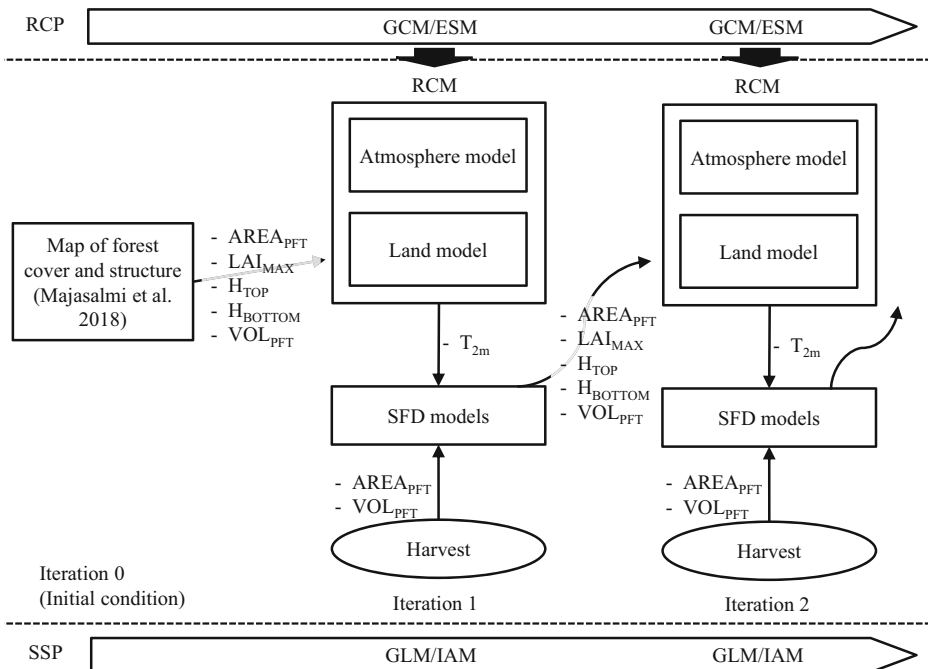 RCP GCM/ESM GCM/ESM
RCM RCM
Atmosphere model
Land model
Atmosphere model
Land model
Map of forest
cover and structure
(Majasalmi et al.
2018)
- AREA_PFT
- LAI_MAX
- H_TOP
- H_BOTTOM
- VOL_PFT
- T_2m
- AREA_PFT
- LAI_MAX
- H_TOP
- H_BOTTOM
- VOL_PFT
- T_2m
SFD models
SFD models
- AREA_PFT
- VOL_PFT
- AREA_PFT
- VOL_PFT
Harvest
Harvest
Iteration 0
(Initial condition)
Iteration 1
Iteration 2
SSP GLM/IAM GLM/IAM